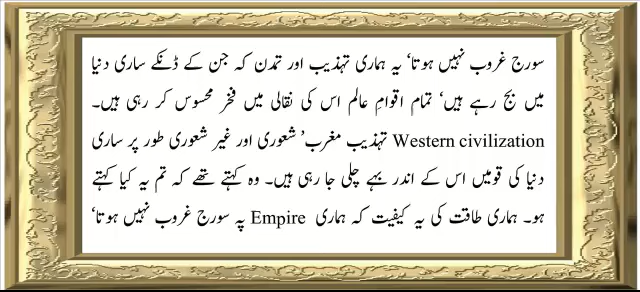 سورج غروب نہیں ہوتا‘ یہ ہماری تہذیب اور تمدن کہ جن کے ڈنکے ساری دنیا
میں بج رہے ہیں‘ تمام اقوامِ عالم اس کی نقالی میں فخر محسوس کر رہی ہیں۔
Western civilization تہذیب مغرب’ شعوری اور غیر شعوری طور پر ساری
دنیا کی قومیں اس کے اندر بہے چلی جا رہی ہیں۔ وہ کہتے تھے کہ تم یہ کیا کہتے
ہو۔ ہماری طاقت کی یہ کیفیت کہ ہماری Empire پہ سورج غروب نہیں ہوتا‘